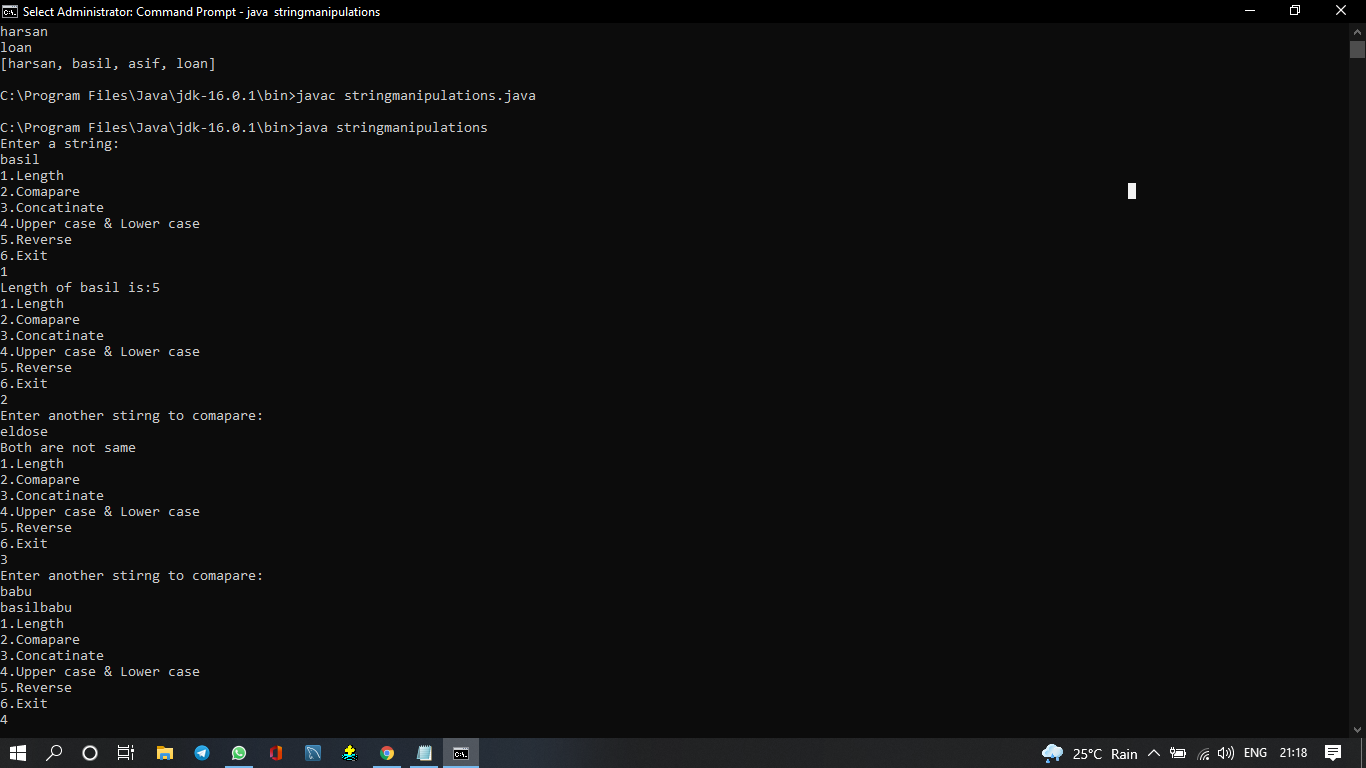 Select Administrator: Command Prompt - java  stringmanipulations
harsan
loan
[harsan, basil, asif, loan]
C:\Program Files\Java\jdk-16.0.1\bin>javac stringmanipulations.java
C:\Program Files\Java\jdk-16.0.1\bin>java stringmanipulations
Enter a string:
basil
1.Length
2.Comapare
3.Concatinate
4.Upper case & Lower case
5.Reverse
6.Exit
1
Length of basil is:5
1.Length
2.Comapare
3.Concatinate
4.Upper case & Lower case
5.Reverse
6.Exit
2
Enter another stirng to comapare:
eldose
Both are not same
1.Length
2.Comapare
3.Concatinate
4.Upper case & Lower case
5.Reverse
6.Exit
3
Enter another stirng to comapare:
babu
basilbabu
1.Length
2.Comapare
3.Concatinate
4.Upper case & Lower case
5.Reverse
6.Exit
4
25°C Rain ENG 21:18